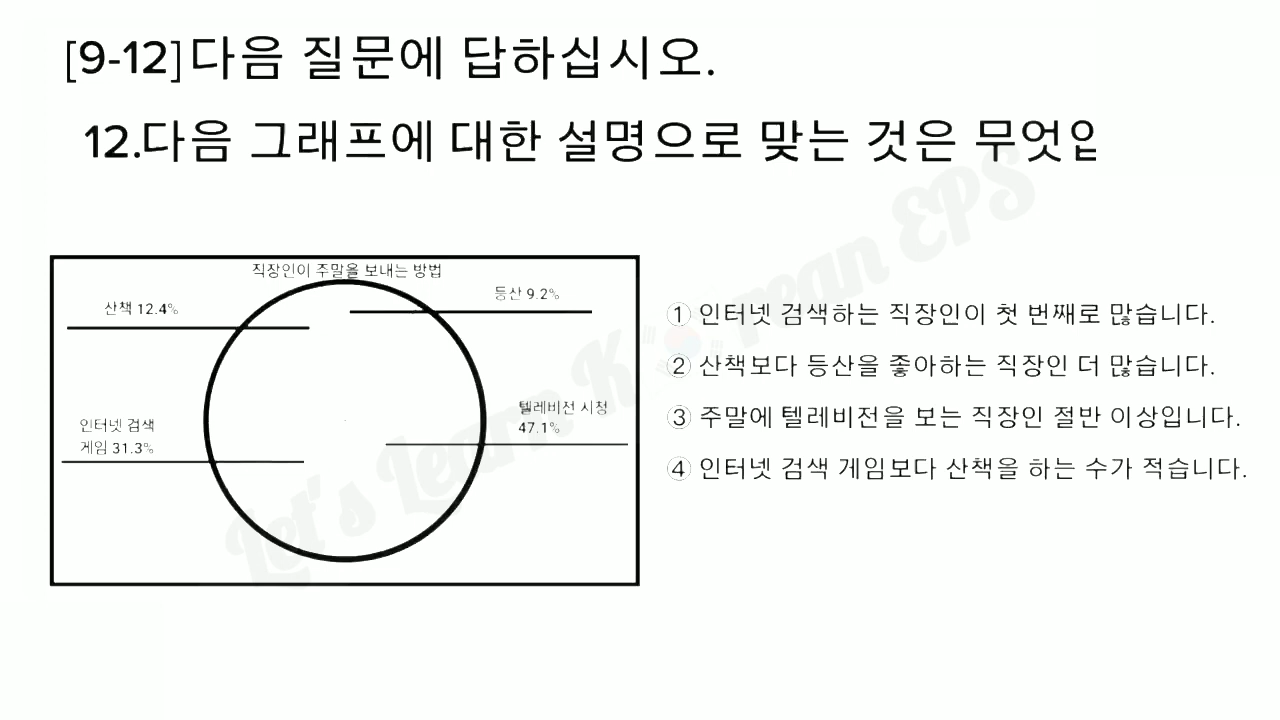 [9-12]다음 질문에 답하십시오.
12.다음 그래프에 대한 설명으로 맞는 것은
직장인이 주말을 보내는 방법
산책 12.4%
등산 9.2%
인터넷 검색
게임 31.3%
텔레비전 시청
47.1%
① 인터넷 검색하는 직장인이 첫 번째로 많습니다.
② 산책보다 등산을 좋아하는 직장인 더 많습니다.
③ 주말에 텔레비전을 보는 직장인 절반 이상입니다.
④ 인터넷 검색 게임보다 산책을 하는 수가 적습니다.
Let's Learn K rean EPS